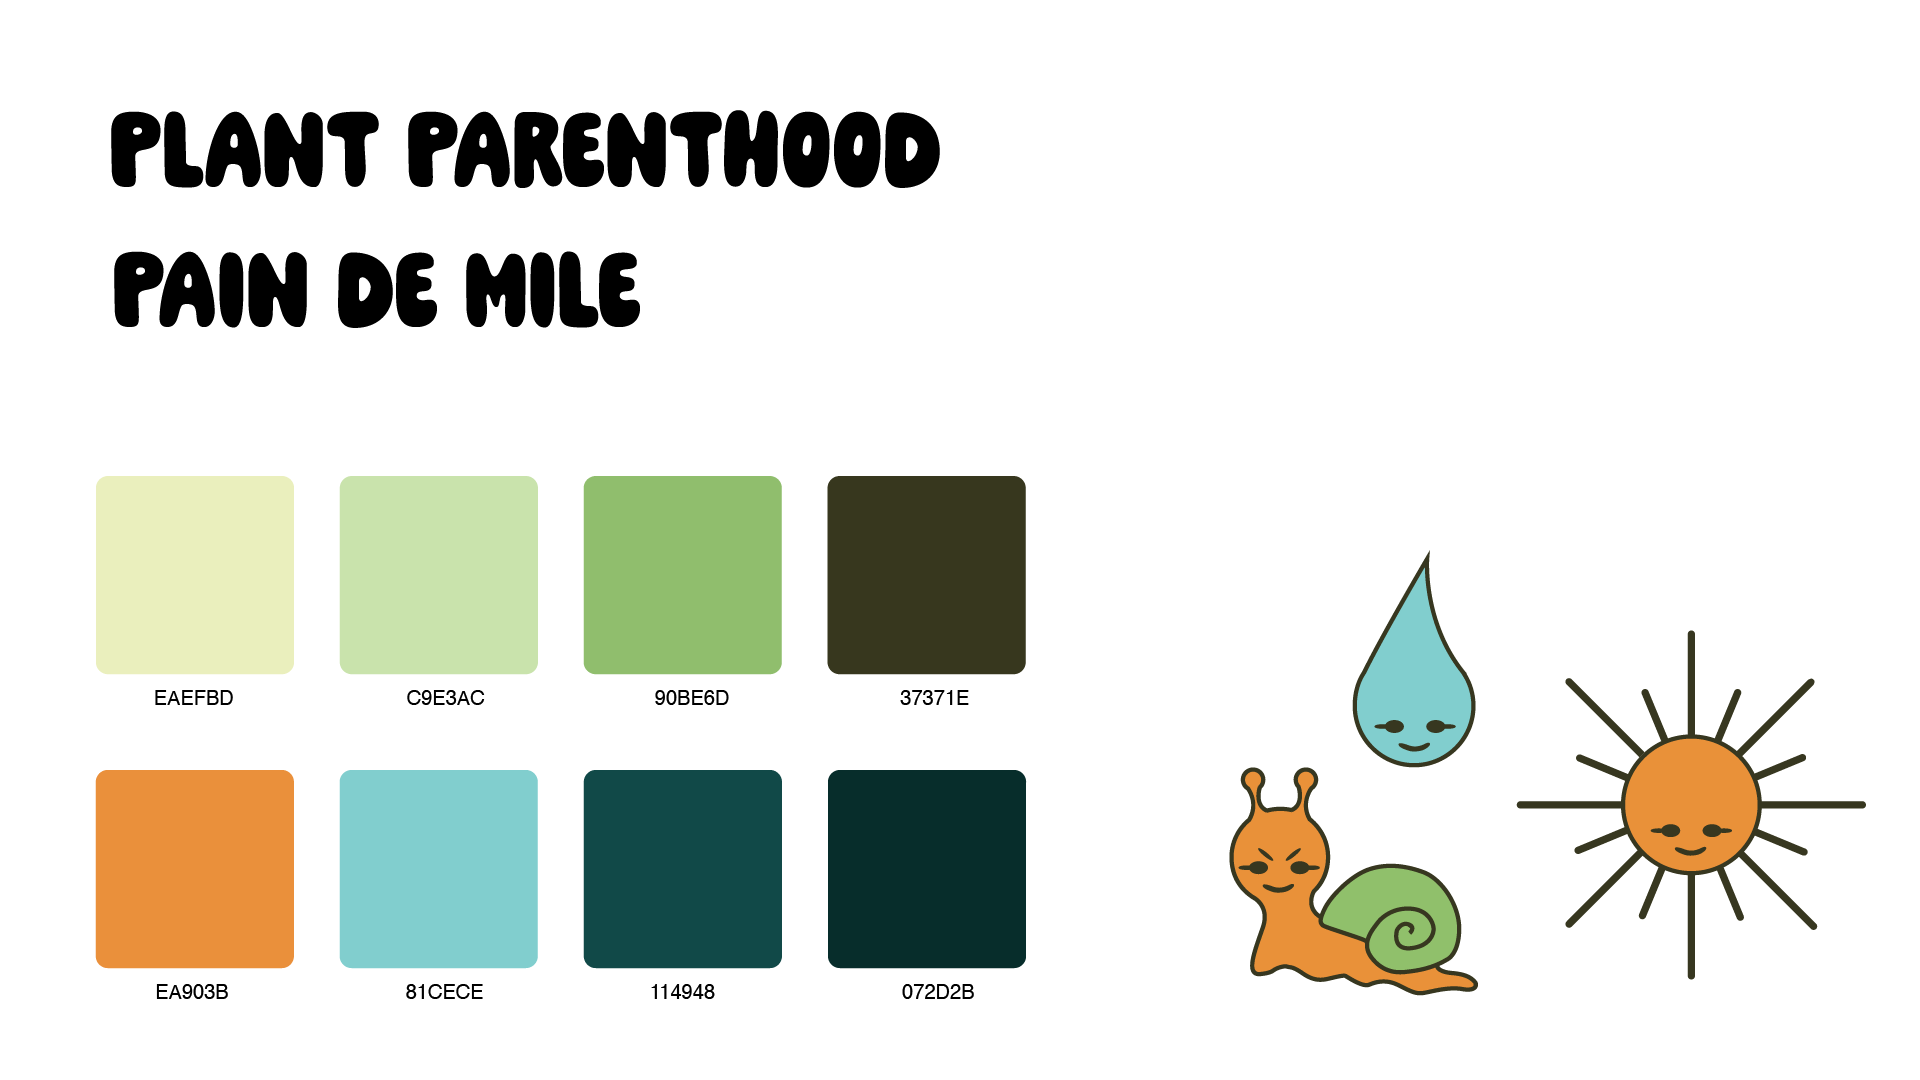 PLANT PARENTHOOD
PAIN DE MILE
EAEFBD C9E3AC 90BE6D 37371E
EA903B 81CECE 114948 072D2B